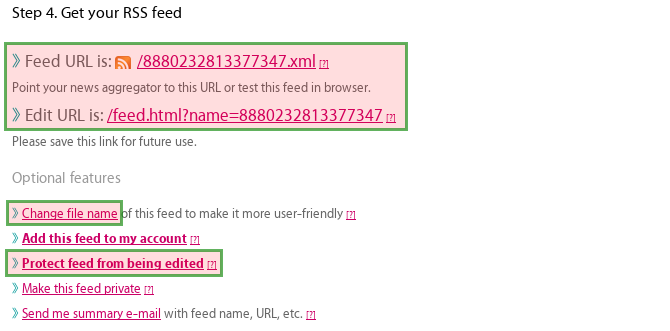 Step 4. Get your RSS feed
》Feed URL is: /8880232813377347.xml [?]
Point your news aggregator to this URL or test this feed in browser.
》Edit URL is: /feed.html?name=8880232813377347 [?]
Please save this link for future use.
Optional features
》Change file name of this feed to make it more user-friendly [?]
》Add this feed to my account [?]
》Protect feed from being edited [?]
》Make this feed private [?]
》Send me summary e-mail with feed name, URL, etc. [?]